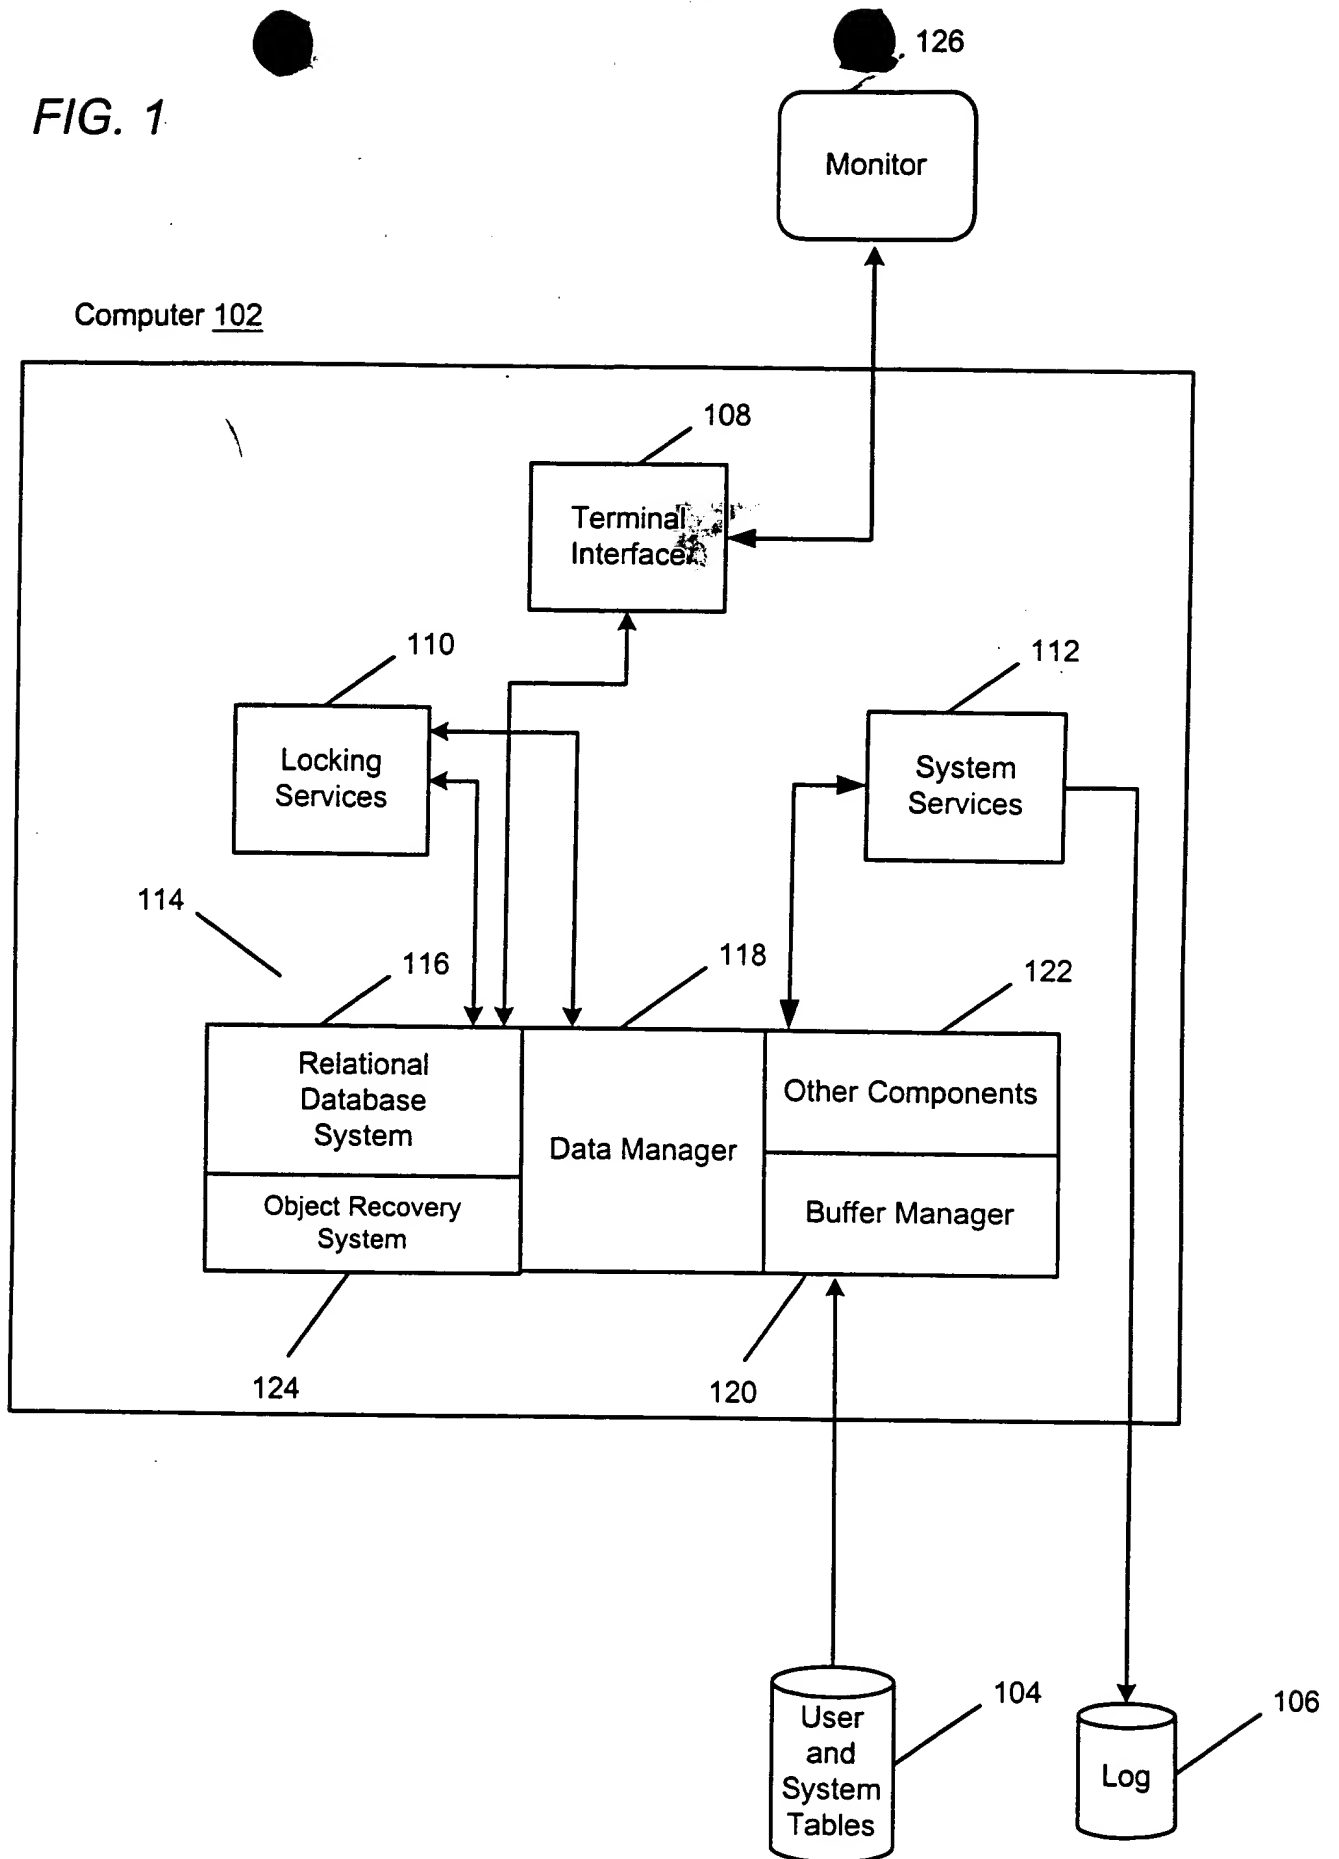 126
FIG. 1
Monitor
Computer 102
108
Terminal
Interface
110
112
Locking
Services
System
Services
114
116
118
122
Relational
Database
System
Other Components
Data Manager
Object Recovery
System
Buffer Manager
124
120
104
106
User
and
System
Tables
Log